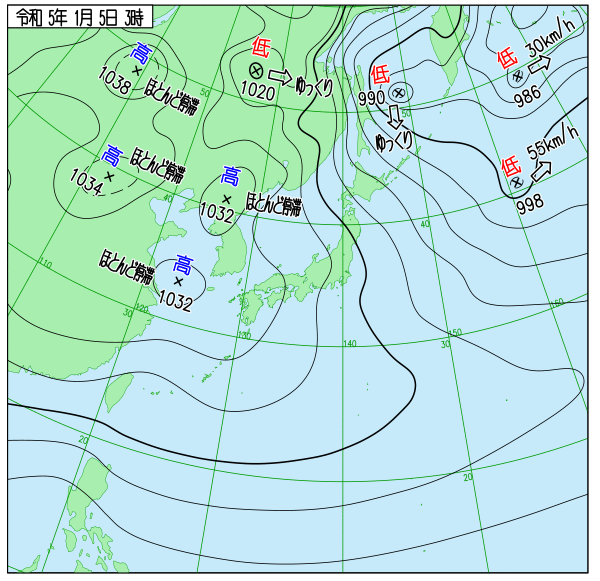 令和 5年 1月 5日 3時
高
1038
ほとんど停滞
低
1020
ゆっくり
低
990
ゆっくり
低
986
30km/h
低
998
55km/h
高
1034
ほとんど停滞
高
1032
ほとんど停滞
高
1032
ほとんど停滞
50
50
40
40
110
120
30
130
140
30
150
160
20
20